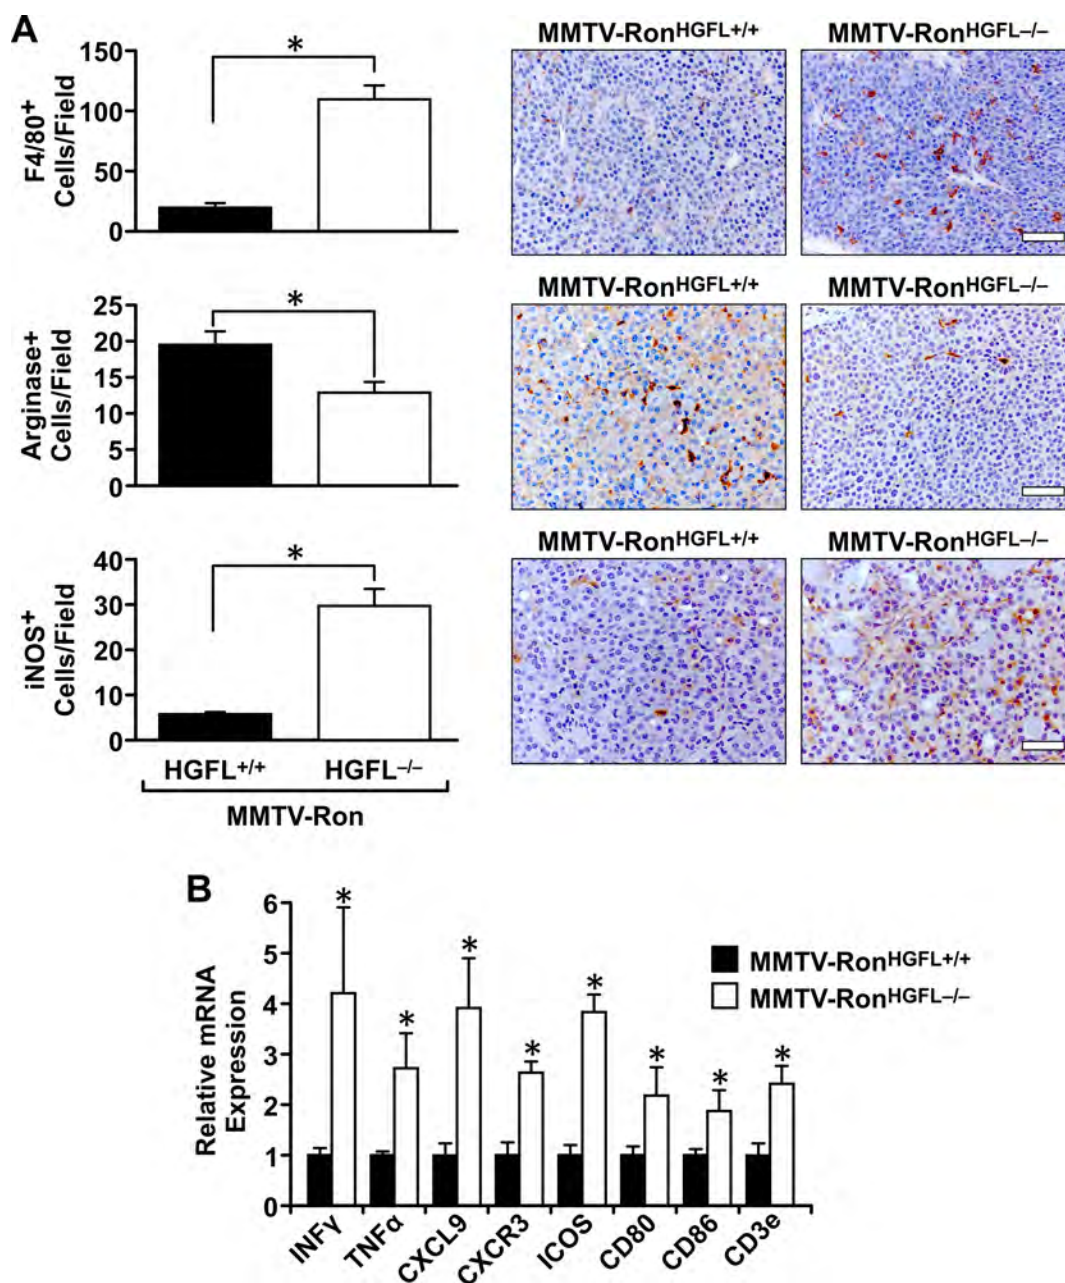 A
150
100
50
0
F4/80⁺
Cells/Field
*
MMTV-Ronᴴᴳᶠᴸ⁺/⁺
MMTV-Ronᴴᴳᶠᴸ⁻/⁻
25
20
15
10
5
0
Arginase+
Cells/Field
*
MMTV-Ronᴴᴳᶠᴸ⁺/⁺
MMTV-Ronᴴᴳᶠᴸ⁻/⁻
40
30
20
10
0
iNOS⁺
Cells/Field
*
MMTV-Ronᴴᴳᶠᴸ⁺/⁺
MMTV-Ronᴴᴳᶠᴸ⁻/⁻
HGFL⁺/⁺ HGFL⁻/⁻
MMTV-Ron
B
6
5
4
3
2
1
0
Relative mRNA
Expression
* * * * * * * *
MMTV-Ronᴴᴳᶠᴸ⁺/⁺
MMTV-Ronᴴᴳᶠᴸ⁻/⁻
INFγ TNFα CXCL9 CXCR3 ICOS CD80 CD86 CD3e